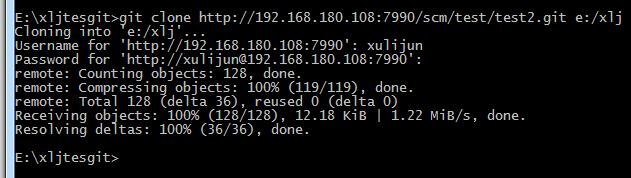 E:\xljtesgit>git clone http://192.168.180.108:7990/scm/test/test2.git e:/xlj
Cloning into 'e:/xlj'...
Username for 'http://192.168.180.108:7990': xulijun
Password for 'http://xulijun@192.168.180.108:7990':
remote: Counting objects: 128, done.
remote: Compressing objects: 100% (119/119), done.
remote: Total 128 (delta 36), reused 0 (delta 0)
Receiving objects: 100% (128/128), 12.18 KiB | 1.22 MiB/s, done.
Resolving deltas: 100% (36/36), done.
E:\xljtesgit>